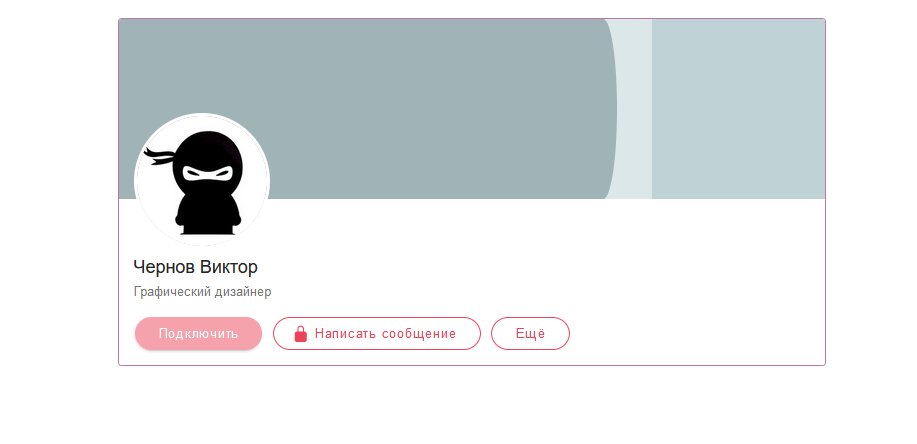 Чернов Виктор
Графический дизайнер
Подключить Написать сообщение Ещё